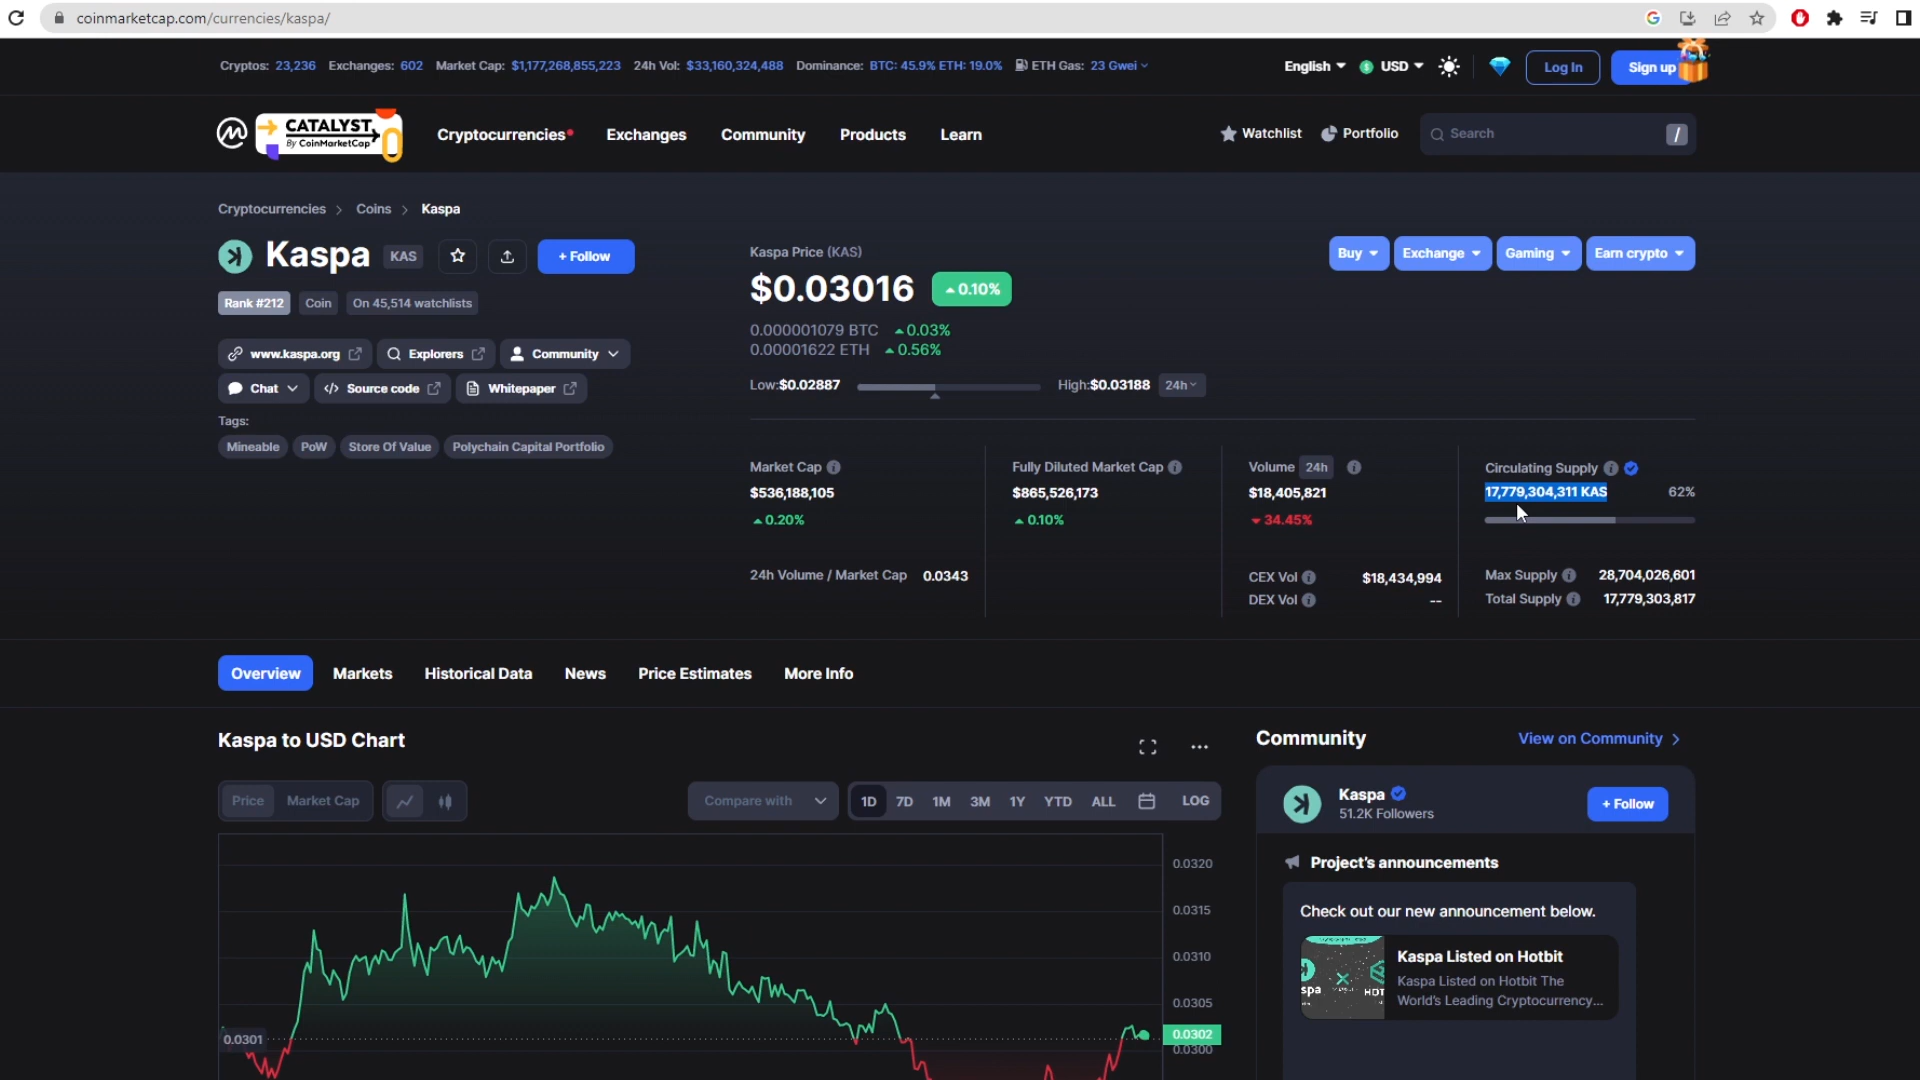 coinmarketcap.com/currencies/kaspa/
Cryptos: 23,236 Exchanges: 602 Market Cap: $1,177,268,855,223 24h Vol: $33,160,324,488 Dominance: BTC: 45.9% ETH: 19.0% ETH Gas: 23 Gwei
English USD Log In Sign up
CATALYST
By CoinMarketCap
Cryptocurrencies Exchanges Community Products Learn
Watchlist Portfolio Search /
Cryptocurrencies > Coins > Kaspa
Kaspa KAS + Follow
Rank #212 Coin On 45,514 watchlists
www.kaspa.org Explorers Community
Chat Source code Whitepaper
Tags:
Mineable PoW Store Of Value Polychain Capital Portfolio
Kaspa Price (KAS)
$0.03016 0.10%
0.000001079 BTC 0.03%
0.00001622 ETH 0.56%
Low:$0.02887 High:$0.03188 24h
Buy Exchange Gaming Earn crypto
Market Cap
$536,188,105
0.20%
24h Volume / Market Cap 0.0343
Fully Diluted Market Cap
$865,526,173
0.10%
Volume 24h
$18,405,821
34.45%
CEX Vol $18,434,994
DEX Vol --
Circulating Supply
17,779,304,311 KAS 62%
Max Supply 28,704,026,601
Total Supply 17,779,303,817
Overview Markets Historical Data News Price Estimates More Info
Kaspa to USD Chart
Price Market Cap
Compare with 1D 7D 1M 3M 1Y YTD ALL LOG
0.0320
0.0315
0.0310
0.0305
0.0302
0.0300
0.0301
Community View on Community >
Kaspa
51.2K Followers
+ Follow
Project's announcements
Check out our new announcement below.
spa HOT
Kaspa Listed on Hotbit
Kaspa Listed on Hotbit The
World's Leading Cryptocurrency...